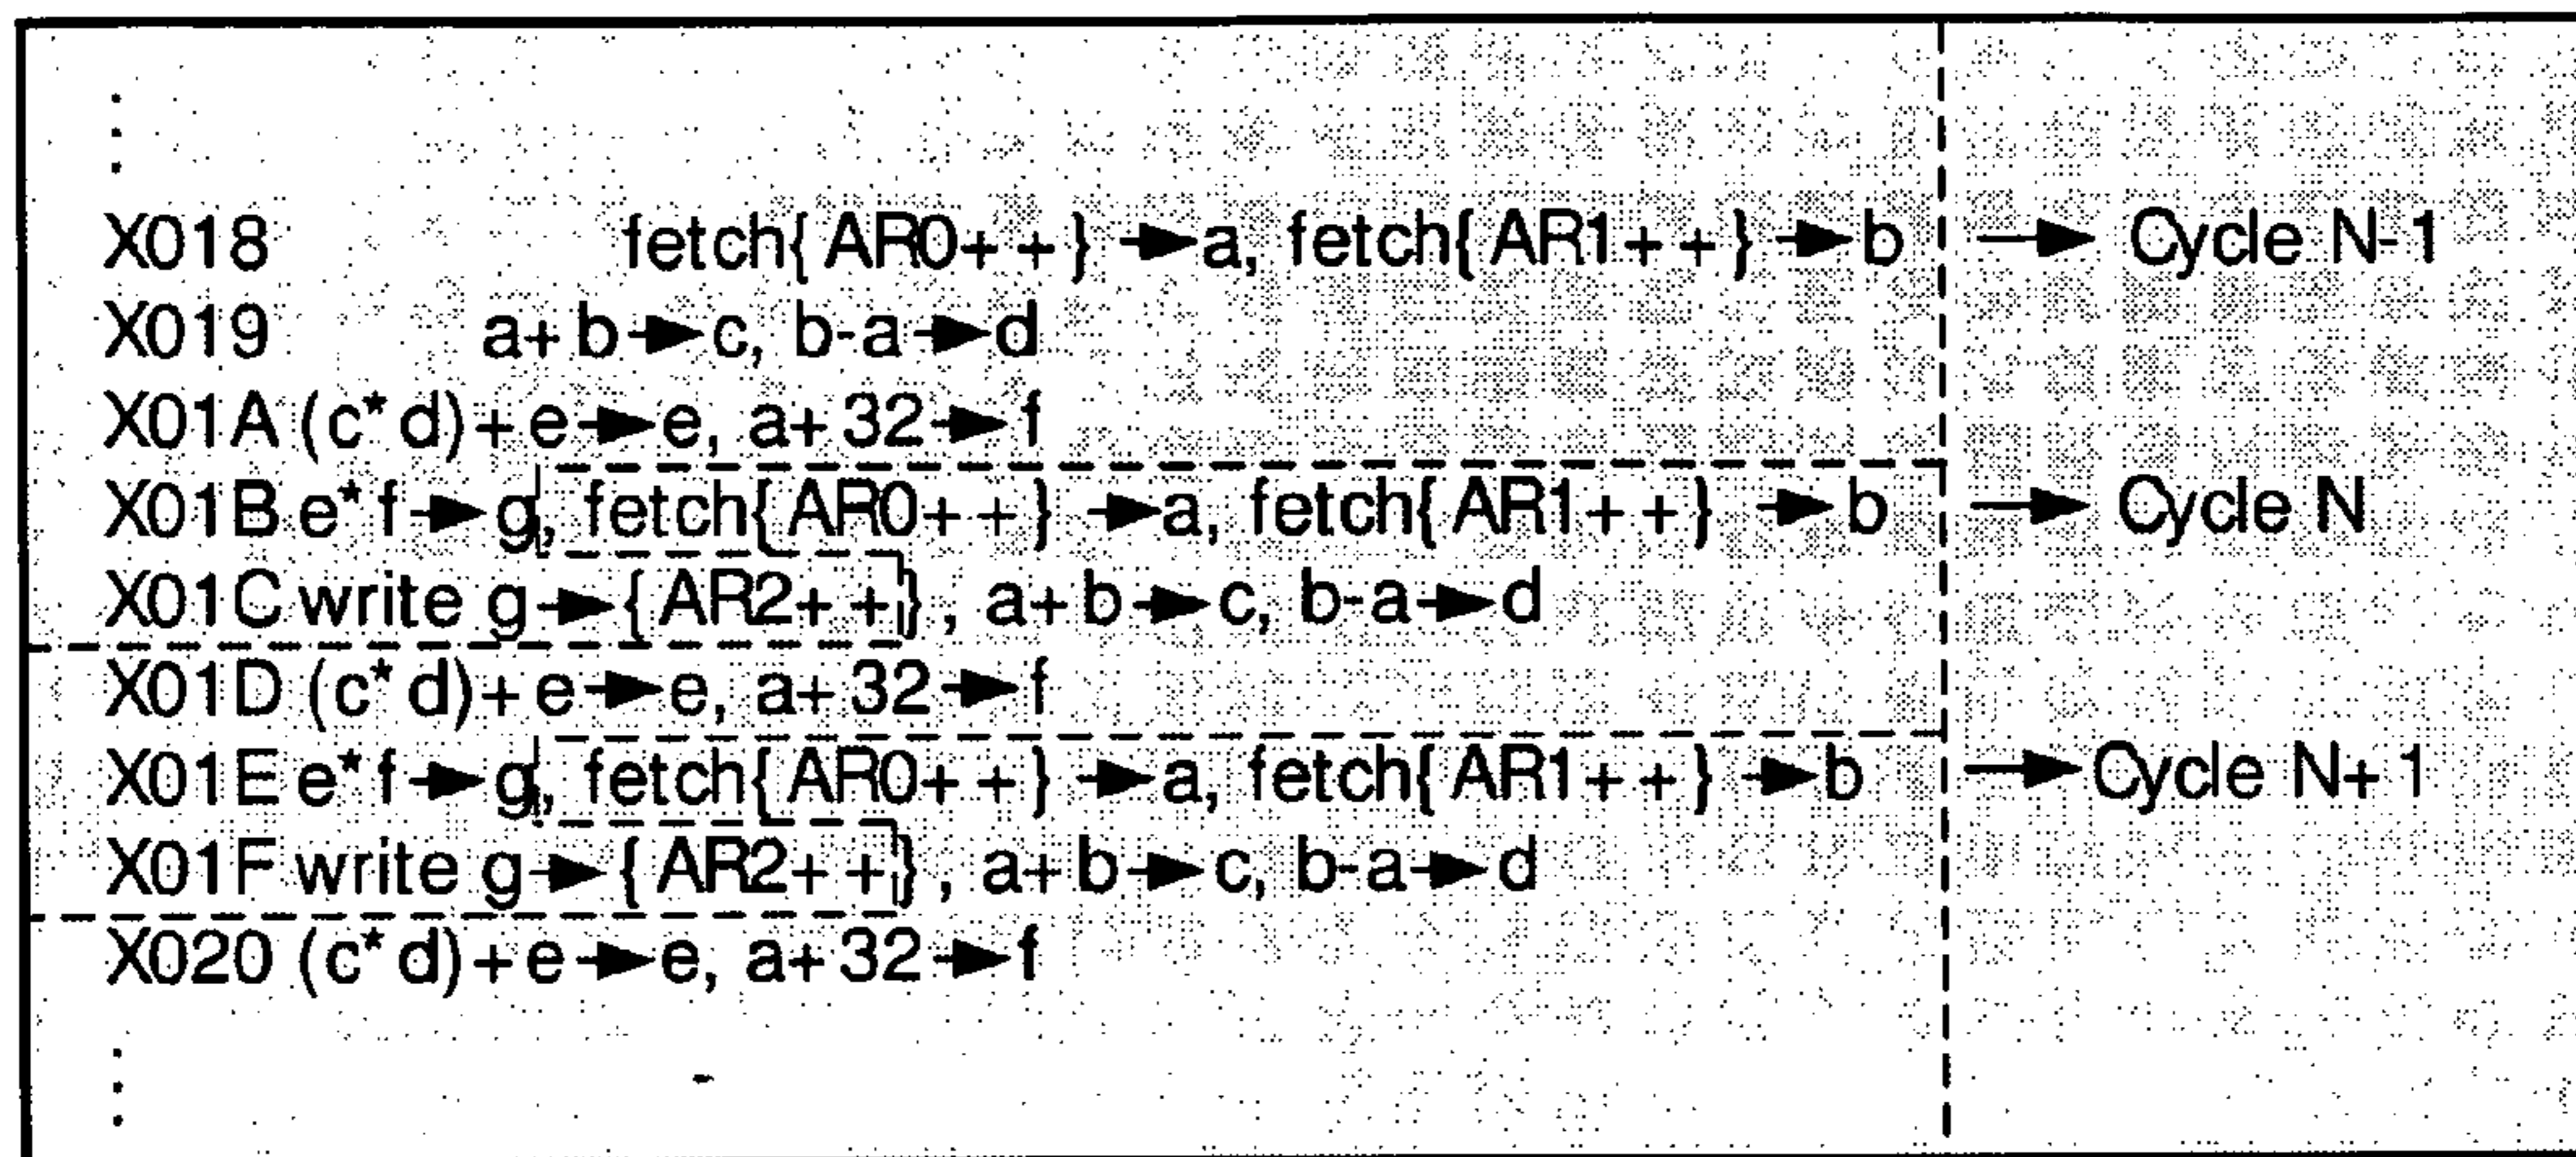 X018 fetch{AR0++} →a, fetch{AR1++} →b → Cycle N-1
X019 a+b→c, b-a→d
X01A (c*d)+e→e, a+32→f
X01B e*f→g, fetch{AR0++} →a, fetch{AR1++} →b → Cycle N
X01C write g→{AR2++}, a+b→c, b-a→d
X01D (c*d)+e→e, a+32→f
X01E e*f→g, fetch{AR0++} →a, fetch{AR1++} →b → Cycle N+1
X01F write g→{AR2++}, a+b→c, b-a→d
X020 (c*d)+e→e, a+32→f